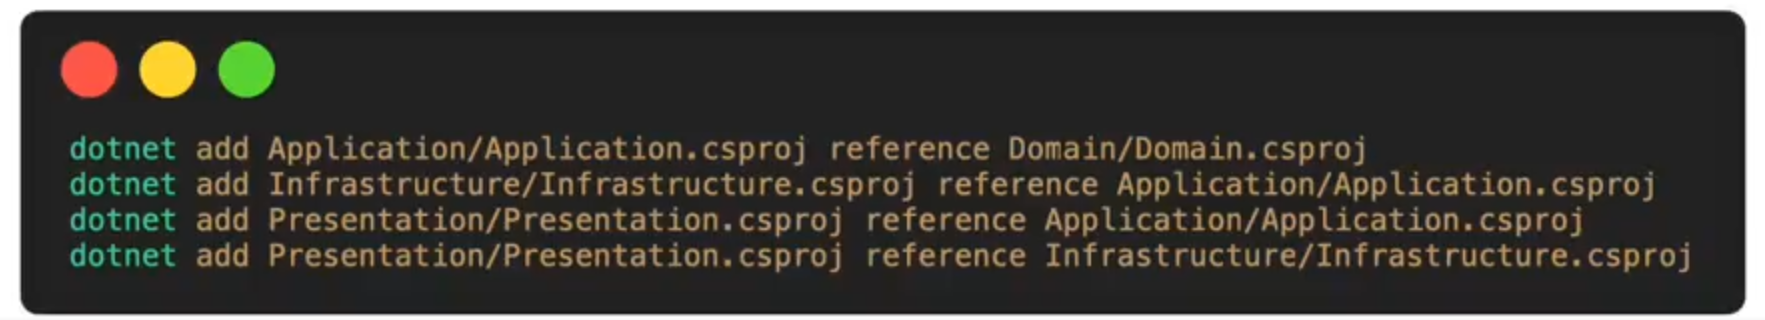 dotnet add Application/Application.csproj reference Domain/Domain.csproj
dotnet add Infrastructure/Infrastructure.csproj reference Application/Application.csproj
dotnet add Presentation/Presentation.csproj reference Application/Application.csproj
dotnet add Presentation/Presentation.csproj reference Infrastructure/Infrastructure.csproj